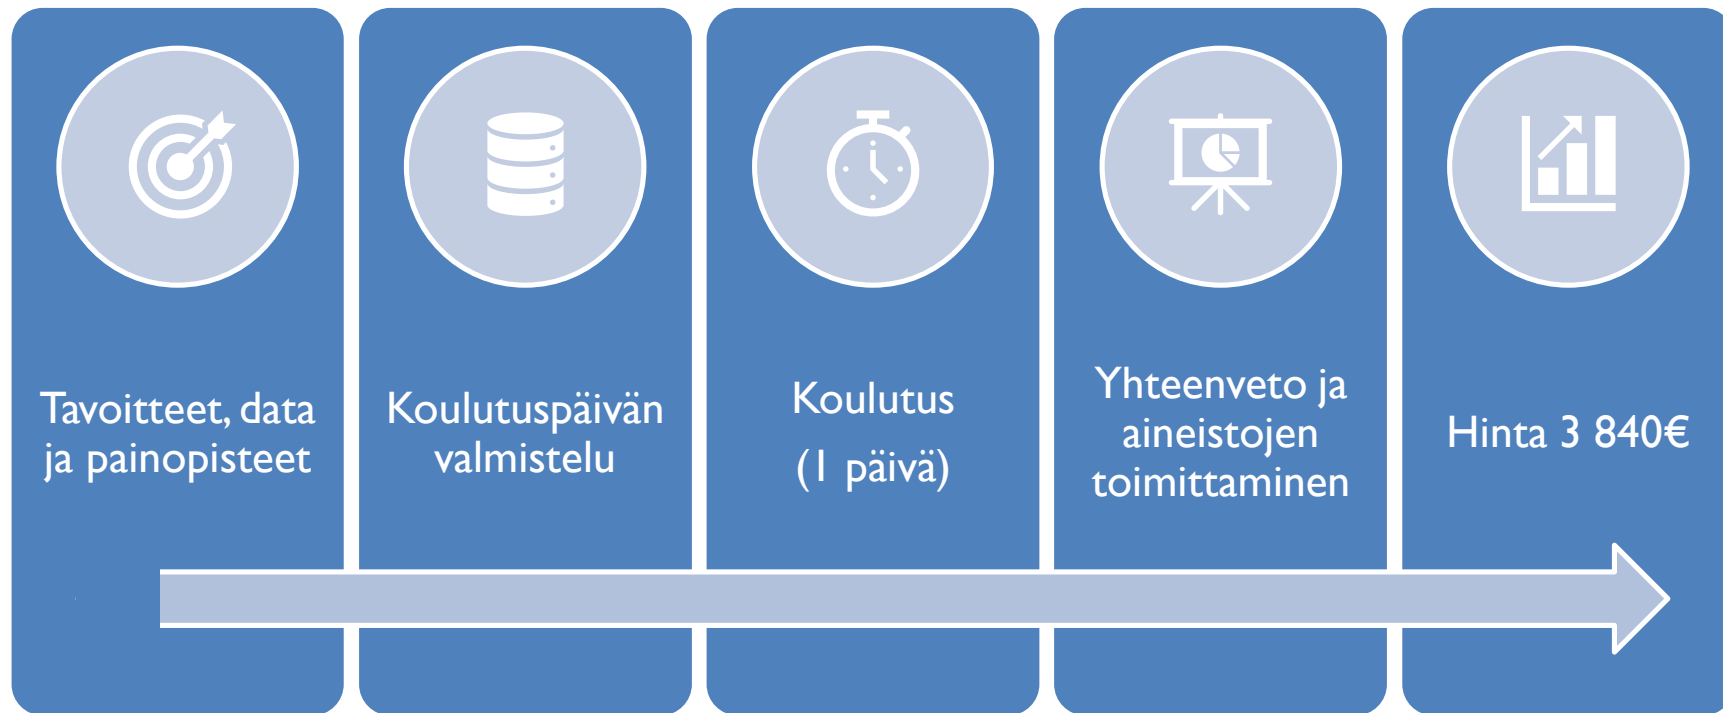 Tavoitteet, data
ja painopisteet
Koulutuspäivän
valmistelu
Koulutus
(1 päivä)
Yhteenveto ja
aineistojen
toimittaminen
Hinta 3 840€